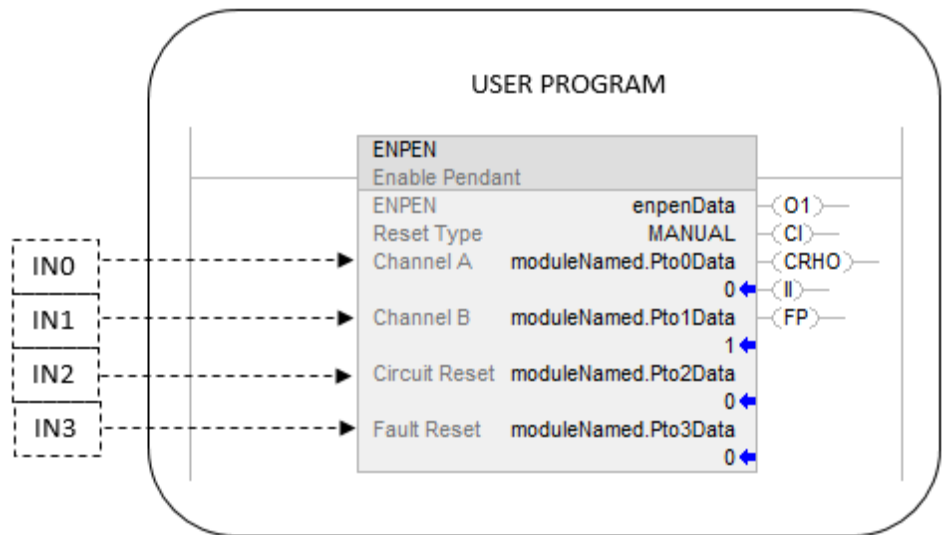 USER PROGRAM
ENPEN
Enable Pendant
ENPEN enpenData O1
Reset Type MANUAL CI
IN0 Channel A moduleNamed.Pto0Data CRHO
0 II
IN1 Channel B moduleNamed.Pto1Data FP
1
IN2 Circuit Reset moduleNamed.Pto2Data
0
IN3 Fault Reset moduleNamed.Pto3Data
0